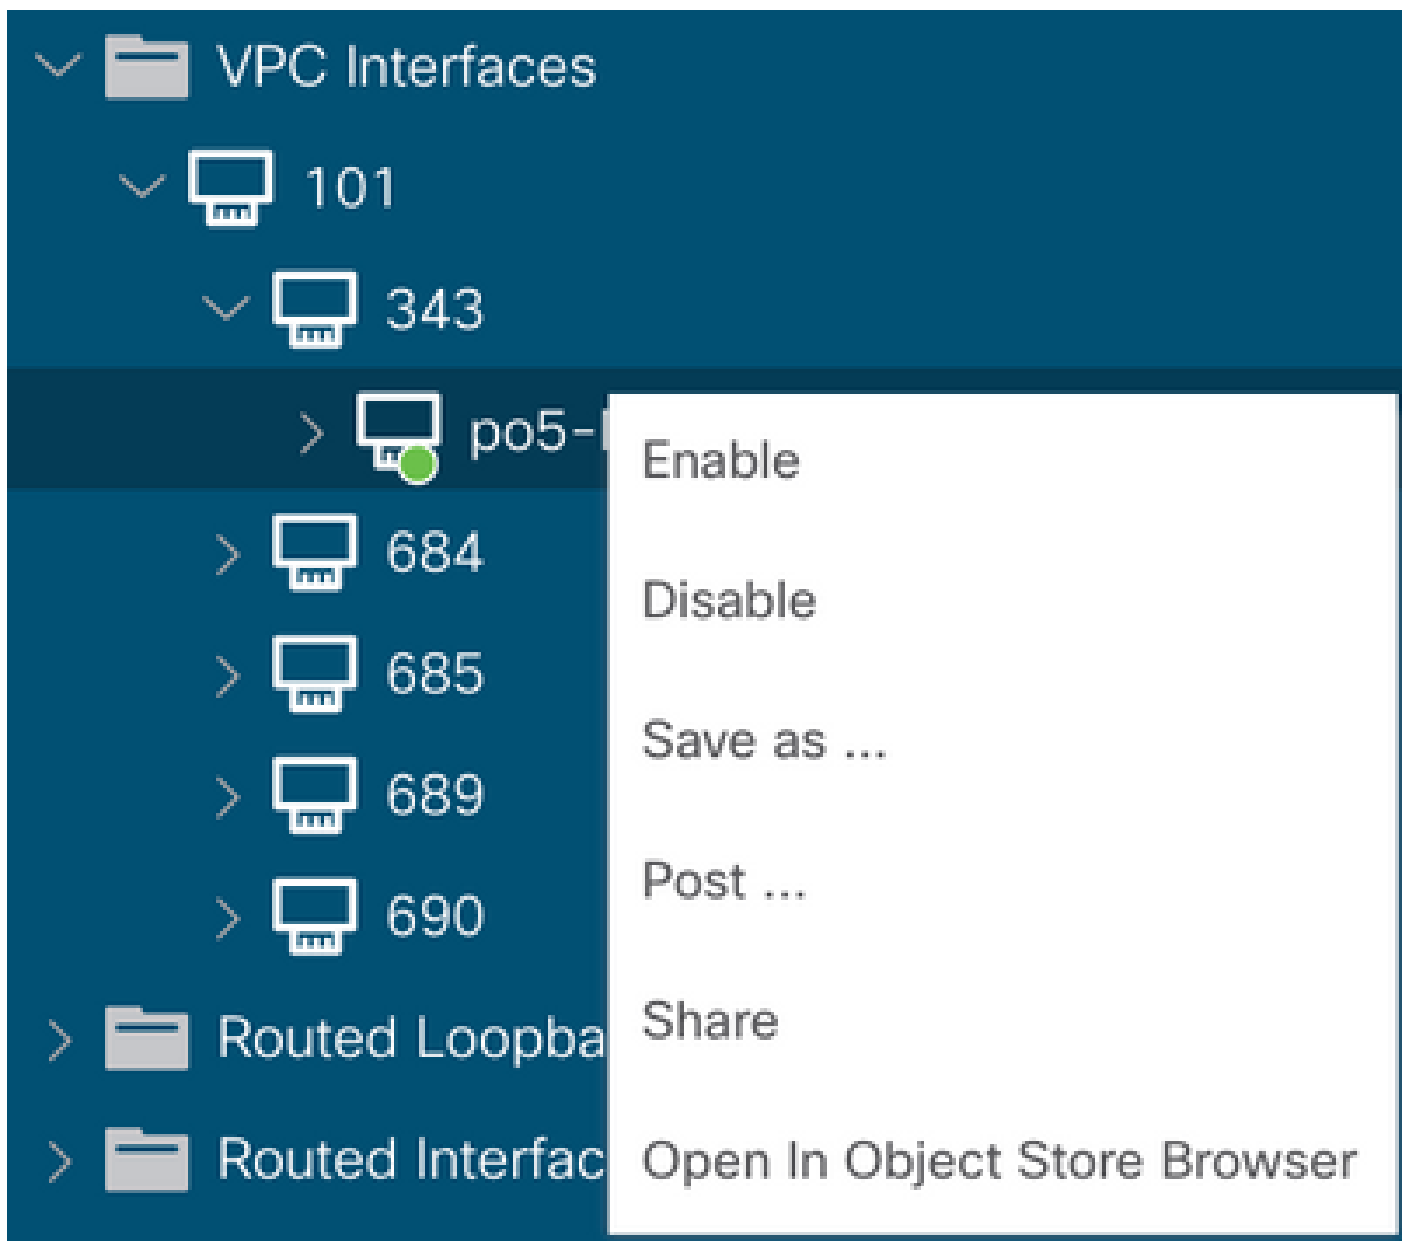 VPC Interfaces
101
343
po5-
Enable
684
Disable
685
Save as ...
689
Post ...
690
Share
Routed Loopba
Routed Interfac
Open In Object Store Browser